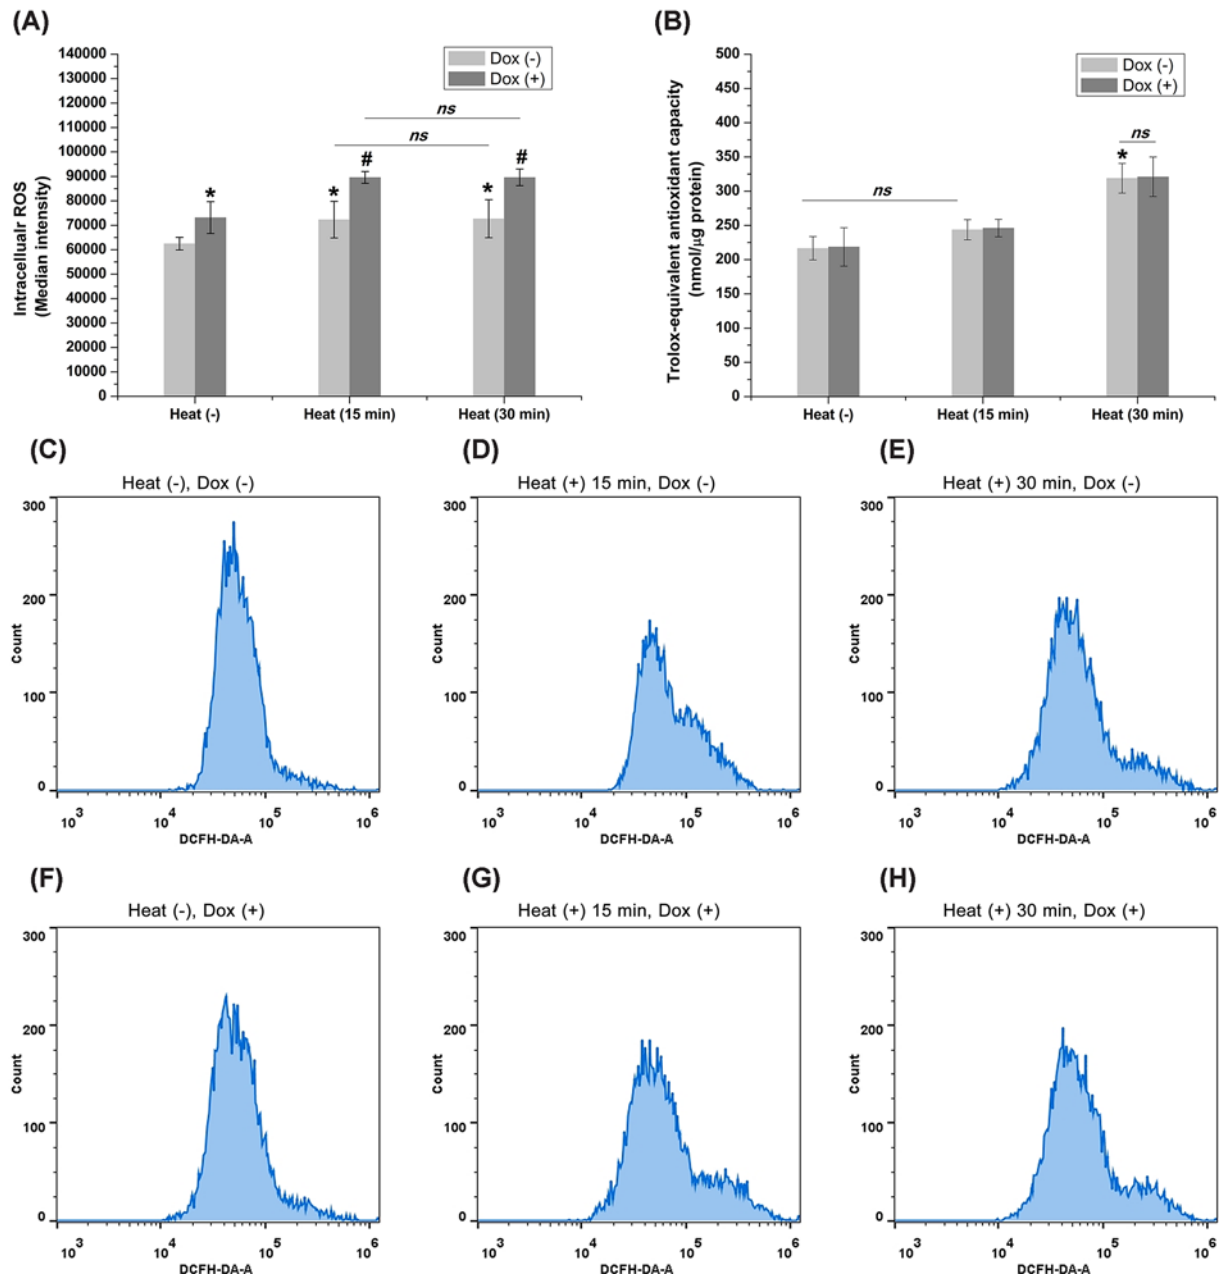 (A)
Intracellualr ROS
(Median intensity)
140000
130000
120000
110000
100000
90000
80000
70000
60000
50000
40000
30000
20000
10000
0
Dox (-)
Dox (+)
ns
ns
*
*
#
*
#
Heat (-)
Heat (15 min)
Heat (30 min)
(B)
Trolox-equivalent antioxidant capacity
(nmol/µg protein)
500
450
400
350
300
250
200
150
100
50
0
Dox (-)
Dox (+)
ns
ns
*
Heat (-)
Heat (15 min)
Heat (30 min)
(C)
Heat (-), Dox (-)
Count
300
200
100
0
10³ 10⁴ 10⁵ 10⁶
DCFH-DA-A
(D)
Heat (+) 15 min, Dox (-)
Count
300
200
100
0
10³ 10⁴ 10⁵ 10⁶
DCFH-DA-A
(E)
Heat (+) 30 min, Dox (-)
Count
300
200
100
0
10³ 10⁴ 10⁵ 10⁶
DCFH-DA-A
(F)
Heat (-), Dox (+)
Count
300
200
100
0
10³ 10⁴ 10⁵ 10⁶
DCFH-DA-A
(G)
Heat (+) 15 min, Dox (+)
Count
300
200
100
0
10³ 10⁴ 10⁵ 10⁶
DCFH-DA-A
(H)
Heat (+) 30 min, Dox (+)
Count
300
200
100
0
10³ 10⁴ 10⁵ 10⁶
DCFH-DA-A